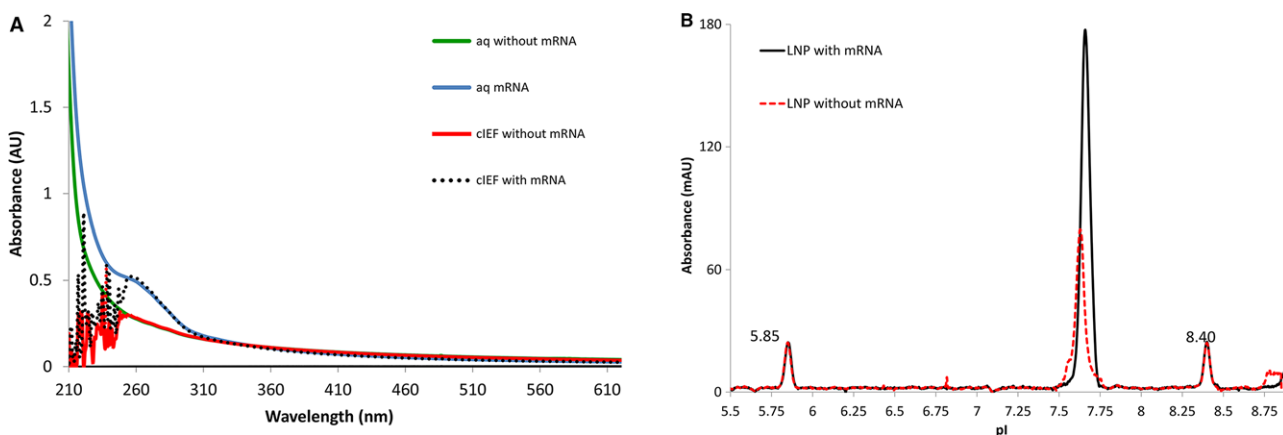 A
Absorbance (AU)
2
1.5
1
0.5
0
210 260 310 360 410 460 510 560 610
Wavelength (nm)
aq without mRNA
aq mRNA
cIEF without mRNA
cIEF with mRNA
B
Absorbance (mAU)
180
120
60
0
5.5 5.75 6 6.25 6.5 6.75 7 7.25 7.5 7.75 8 8.25 8.5 8.75
pI
LNP with mRNA
LNP without mRNA
5.85
8.40